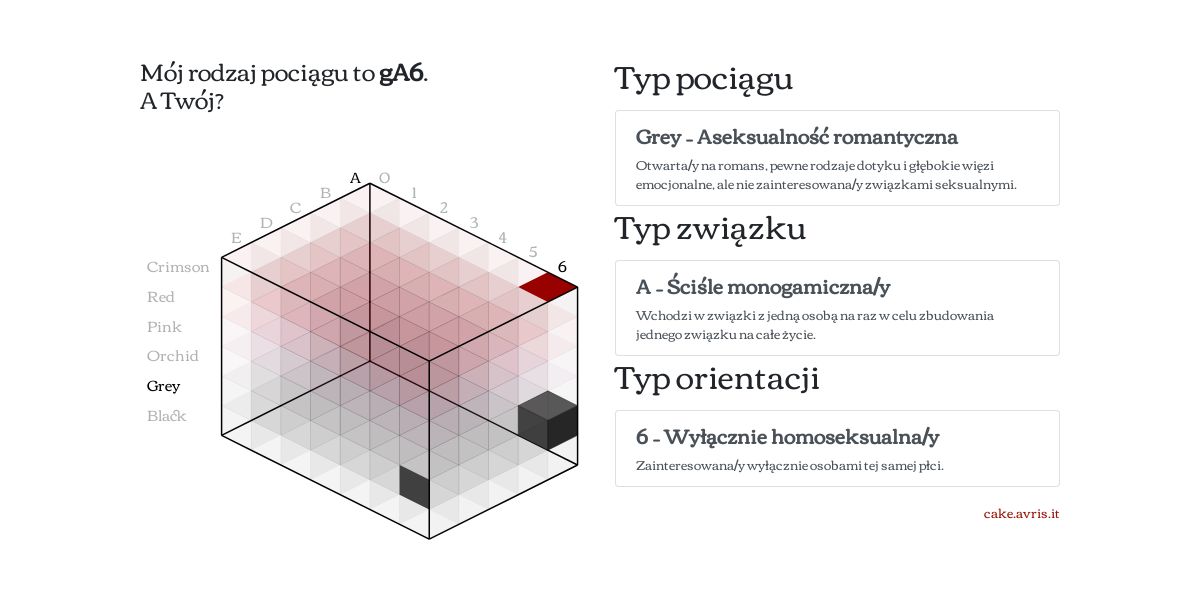 Mój rodzaj pociągu to gA6.
A Twój?
A O
B 1
C 2
D 3
E 4
5
6
Crimson
Red
Pink
Orchid
Grey
Black
Typ pociągu
Grey - Aseksualność romantyczna
Otwarta/y na romans, pewne rodzaje dotyku i głębokie więzi
emocjonalne, ale nie zainteresowana/y związkami seksualnymi.
Typ związku
A - Ściśle monogamiczna/y
Wchodzi w związki z jedną osobą na raz w celu zbudowania
jednego związku na całe życie.
Typ orientacji
6 - Wyłącznie homoseksualna/y
Zainteresowana/y wyłącznie osobami tej samej płci.
cake.avris.it